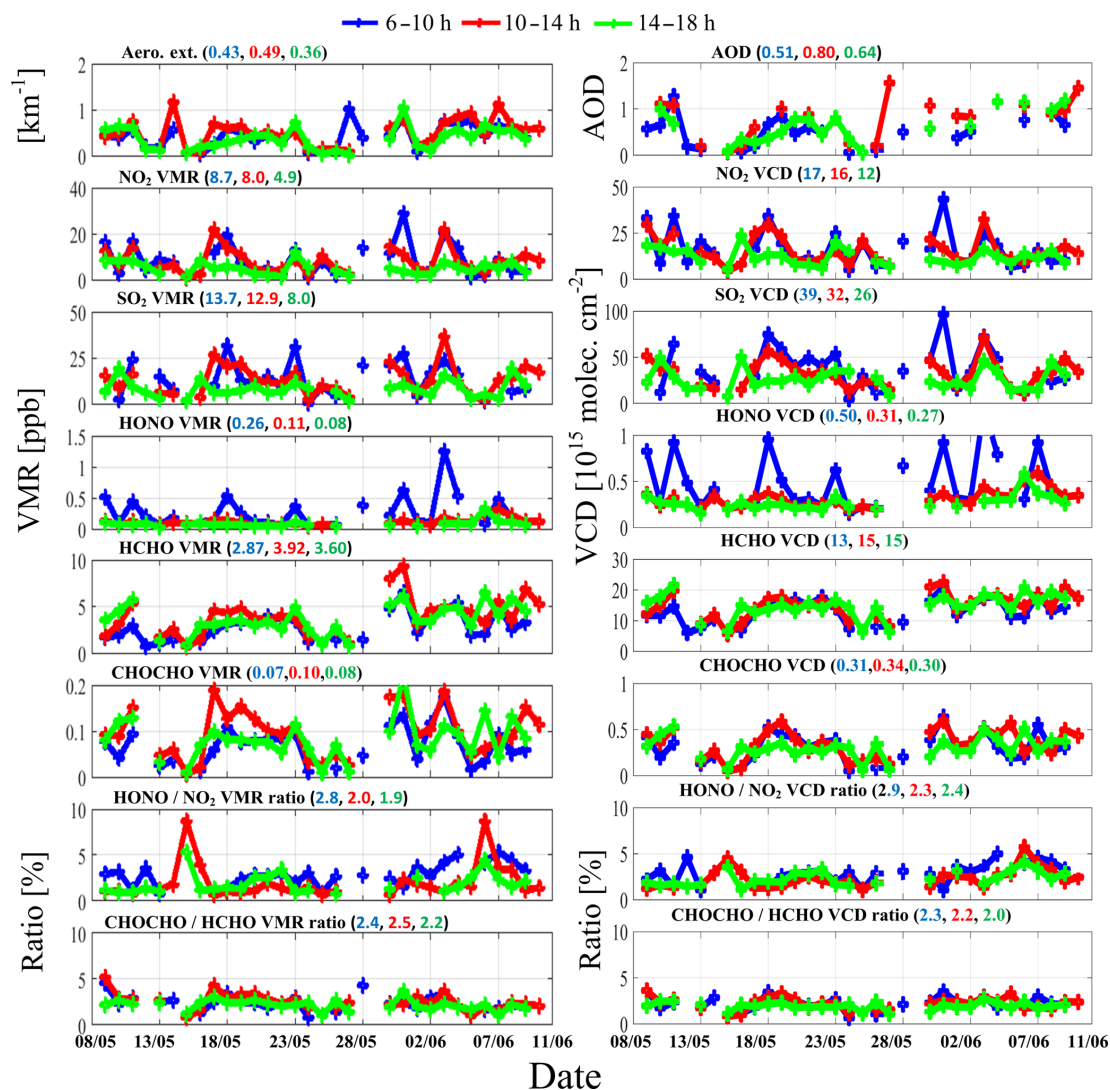 6–10 h 10–14 h 14–18 h
Aero. ext. (0.43, 0.49, 0.36)
[km⁻¹]
2
1
0
NO₂ VMR (8.7, 8.0, 4.9)
40
20
0
SO₂ VMR (13.7, 12.9, 8.0)
50
25
0
VMR [ppb]
HONO VMR (0.26, 0.11, 0.08)
1.5
1
0.5
0
HCHO VMR (2.87, 3.92, 3.60)
10
5
0
CHOCHO VMR (0.07,0.10,0.08)
0.2
0.1
0
HONO / NO₂ VMR ratio (2.8, 2.0, 1.9)
10
5
0
Ratio [%]
CHOCHO / HCHO VMR ratio (2.4, 2.5, 2.2)
10
5
0
08/05 13/05 18/05 23/05 28/05 02/06 07/06 11/06
AOD (0.51, 0.80, 0.64)
AOD
2
1
0
NO₂ VCD (17, 16, 12)
50
25
0
SO₂ VCD (39, 32, 26)
100
50
0
VCD [10¹⁵ molec. cm⁻²]
HONO VCD (0.50, 0.31, 0.27)
1
0.5
0
HCHO VCD (13, 15, 15)
30
20
10
0
CHOCHO VCD (0.31,0.34,0.30)
1
0.5
0
HONO / NO₂ VCD ratio (2.9, 2.3, 2.4)
10
5
0
Ratio [%]
CHOCHO / HCHO VCD ratio (2.3, 2.2, 2.0)
10
5
0
08/05 13/05 18/05 23/05 28/05 02/06 07/06 11/06
Date